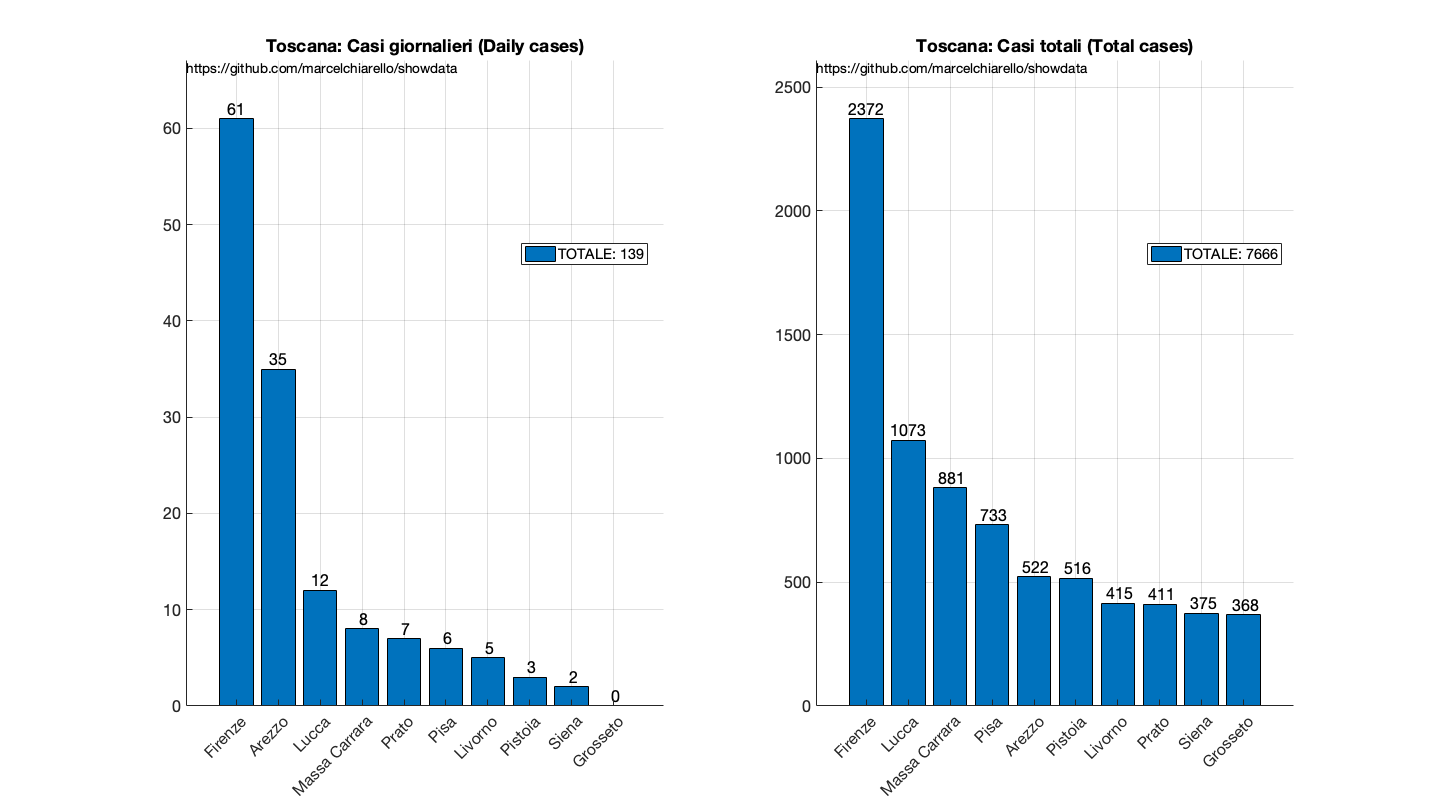 Toscana: Casi giornalieri (Daily cases)
https://github.com/marcelchiarello/showdata
60
50
40
30
20
10
0
61
35
12
8
7
6
5
3
2
0
TOTALE: 139
Firenze
Arezzo
Lucca
Massa Carrara
Prato
Pisa
Livorno
Pistoia
Siena
Grosseto
Toscana: Casi totali (Total cases)
https://github.com/marcelchiarello/showdata
2500
2000
1500
1000
500
0
2372
1073
881
733
522
516
415
411
375
368
TOTALE: 7666
Firenze
Lucca
Massa Carrara
Pisa
Arezzo
Pistoia
Livorno
Prato
Siena
Grosseto